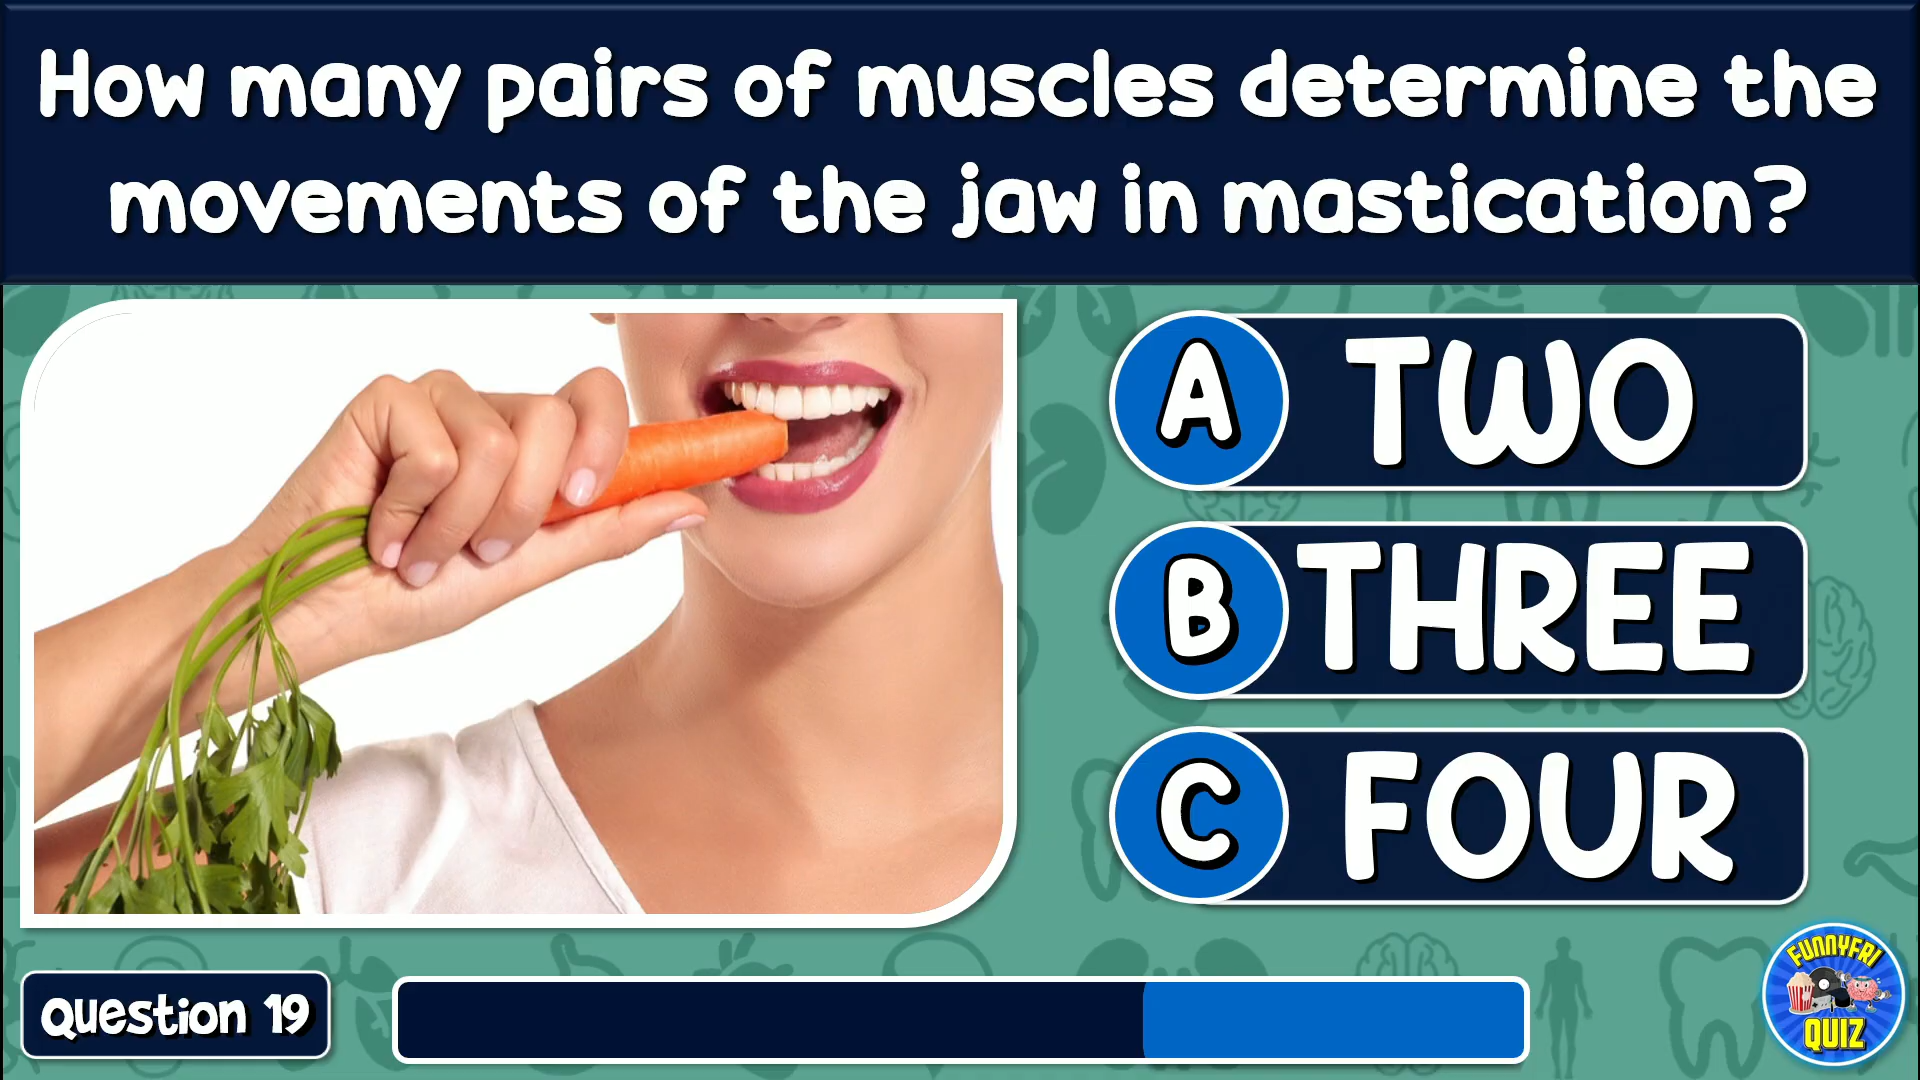 How many pairs of muscles determine the
movements of the jaw in mastication?
A TWO
B THREE
C FOUR
Question 19
FUNNYFRI
QUIZ